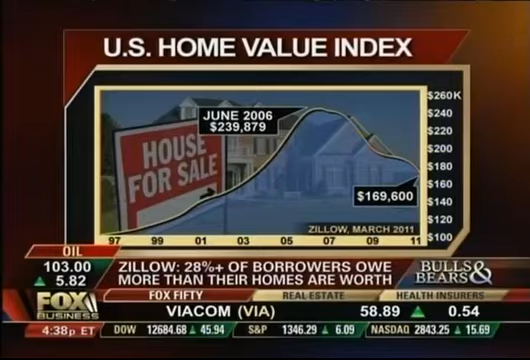 U.S. HOME VALUE INDEX
$260K
$240
$220
$200
$180
$160
$140
$120
$100
JUNE 2006
$239,879
HOUSE
FOR SALE
$169,600
ZILLOW, MARCH 2011
97 99 01 03 05 07 09 11
OIL
103.00
5.82
ZILLOW: 28%+ OF BORROWERS OWE
MORE THAN THEIR HOMES ARE WORTH
BULLS &
BEARS
FOX FIFTY REAL ESTATE HEALTH INSURERS
FOX
BUSINESS
VIACOM (VIA) 58.89 ▲ 0.54
4:38p ET DOW 12684.68 ▲ 45.94 S&P 1346.29 ▲ 6.09 NASDAQ 2843.25 ▲ 15.69